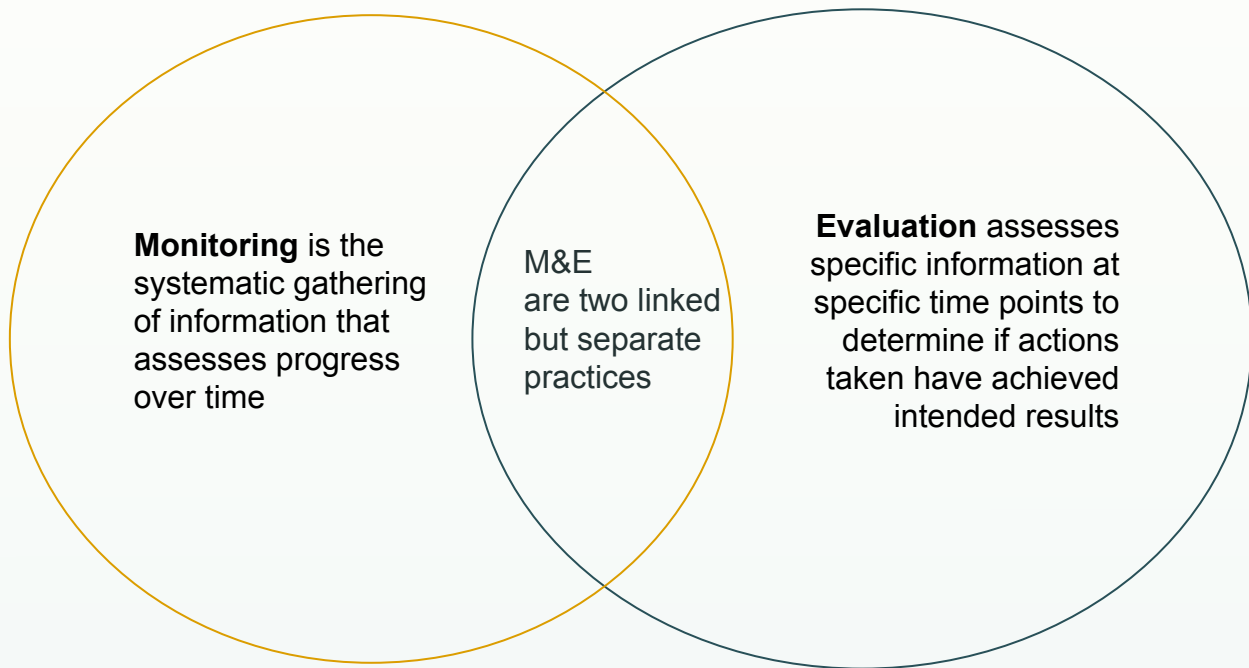 Monitoring is the
systematic gathering
of information that
assesses progress
over time
M&E
are two linked
but separate
practices
Evaluation assesses
specific information at
specific time points to
determine if actions
taken have achieved
intended results